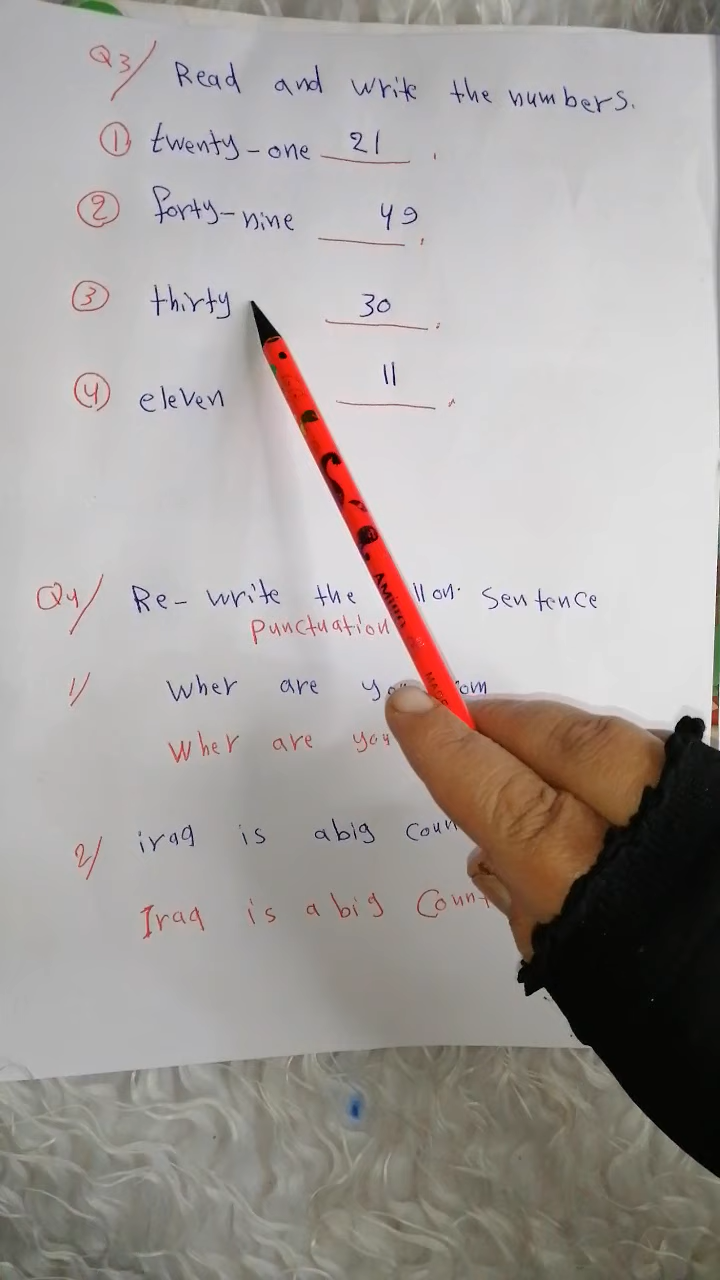 Q3/ Read and write the numbers.
① twenty-one 21.
② forty-nine 49.
③ thirty 30.
④ eleven 11.
Q4/ Re-write the Sentence
Punctuation
1/ Wher are
Wher are you
2/ iraq is abig
Iraq is a big